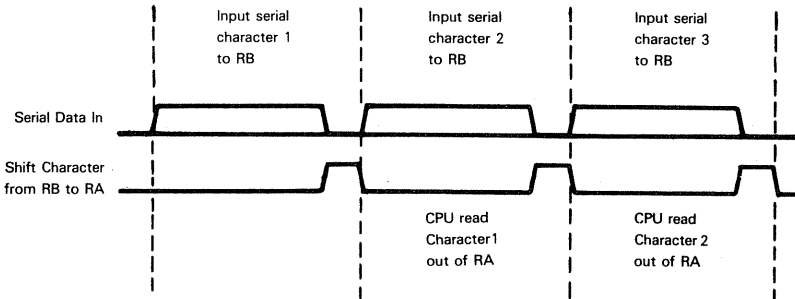 Input serial
character 1
to RB
Input serial
character 2
to RB
Input serial
character 3
to RB
Serial Data In
Shift Character
from RB to RA
CPU read
Character1
out of RA
CPU read
Character 2
out of RA